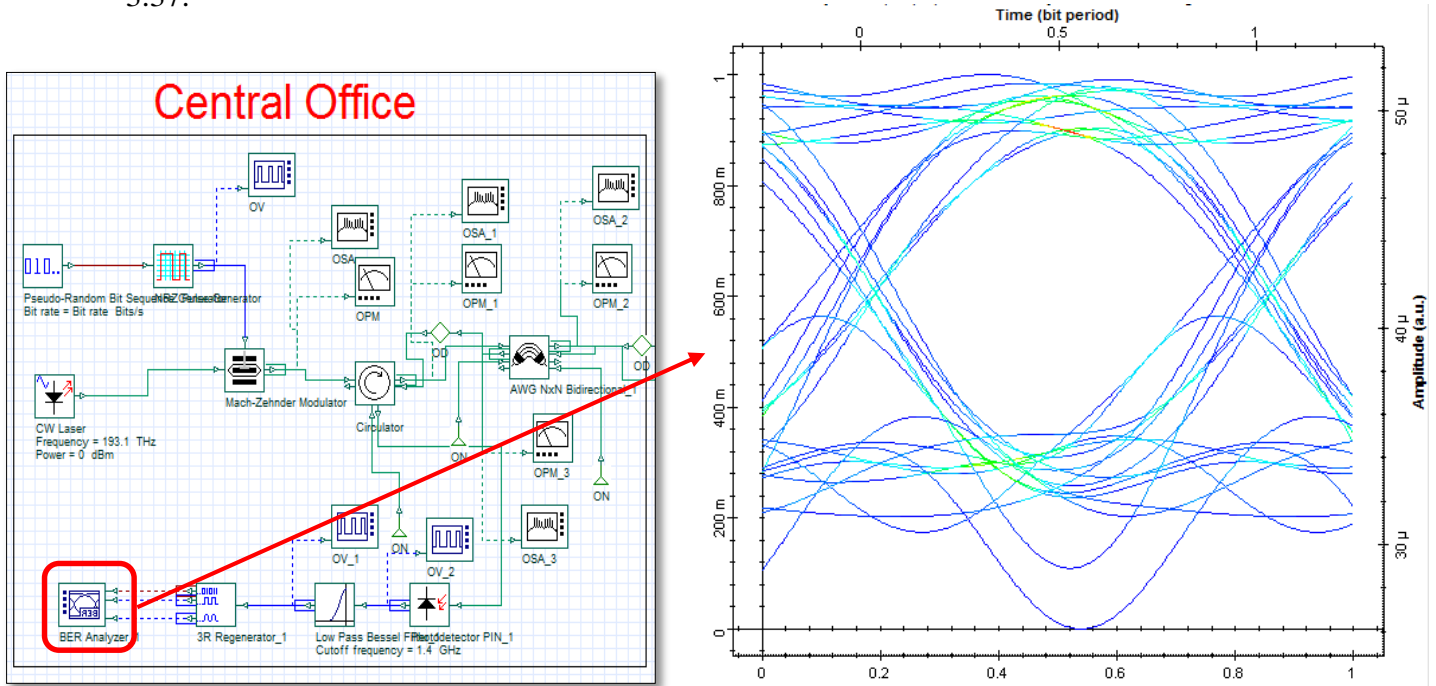 Central Office
OV
OSA
OPM
OSA_1
OPM_1
OSA_2
OPM_2
010..
Pseudo-Random Bit Sequence Generator
Bit rate = Bit rate Bits/s
Mach-Zehnder Modulator
CW Laser
Frequency = 193.1 THz
Power = 0 dBm
Circulator
OD
AWG NxN Bidirectional_1
OD
ON
OPM_3
ON
ON
OV_1
OV_2
OSA_3
BER
BER Analyzer_1
3R Regenerator_1
Low Pass Bessel Filter_1
Cutoff frequency = 1.4 GHz
Photodetector PIN_1
Time (bit period)
0
0.5
1
1
800 m
600 m
400 m
200 m
0
50 µ
40 µ
30 µ
Amplitude (a.u.)
0
0.2
0.4
0.6
0.8
1